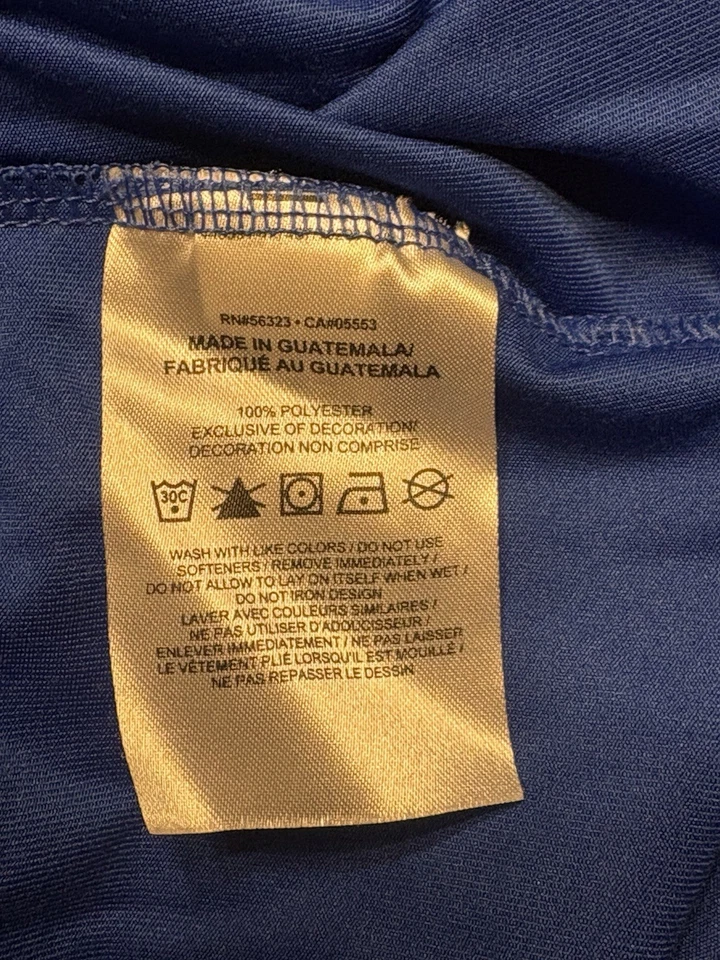 RN#56323 • CA#05553
MADE IN GUATEMALA/
FABRIQUÉ AU GUATEMALA
100% POLYESTER
EXCLUSIVE OF DECORATION/
DECORATION NON COMPRISE
30C
WASH WITH LIKE COLORS / DO NOT USE
SOFTENERS / REMOVE IMMEDIATELY /
DO NOT ALLOW TO LAY ON ITSELF WHEN WET /
DO NOT IRON DESIGN
LAVER AVEC COULEURS SIMILAIRES /
NE PAS UTILISER D'ADOUCISSEUR /
ENLEVER IMMEDIATEMENT / NE PAS LAISSER
LE VÊTEMENT PLIÉ LORSQU'IL EST MOUILLÉ /
NE PAS REPASSER LE DESSIN